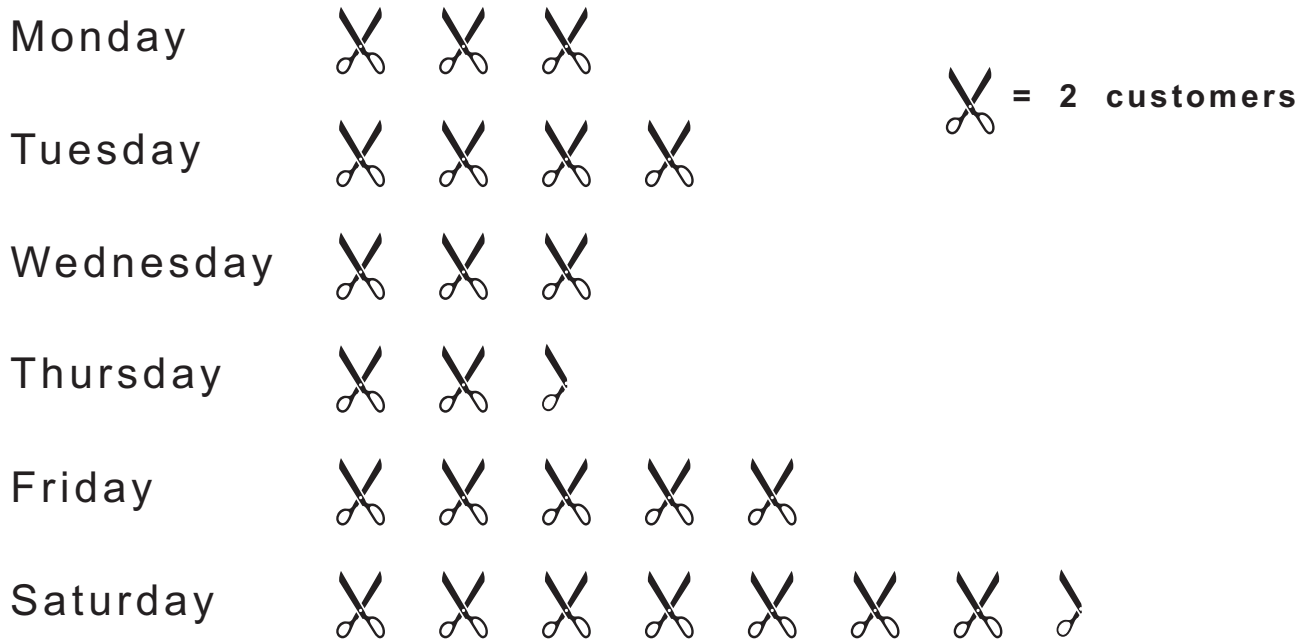 Monday
= 2 customers
Tuesday
Wednesday
Thursday
Friday
Saturday